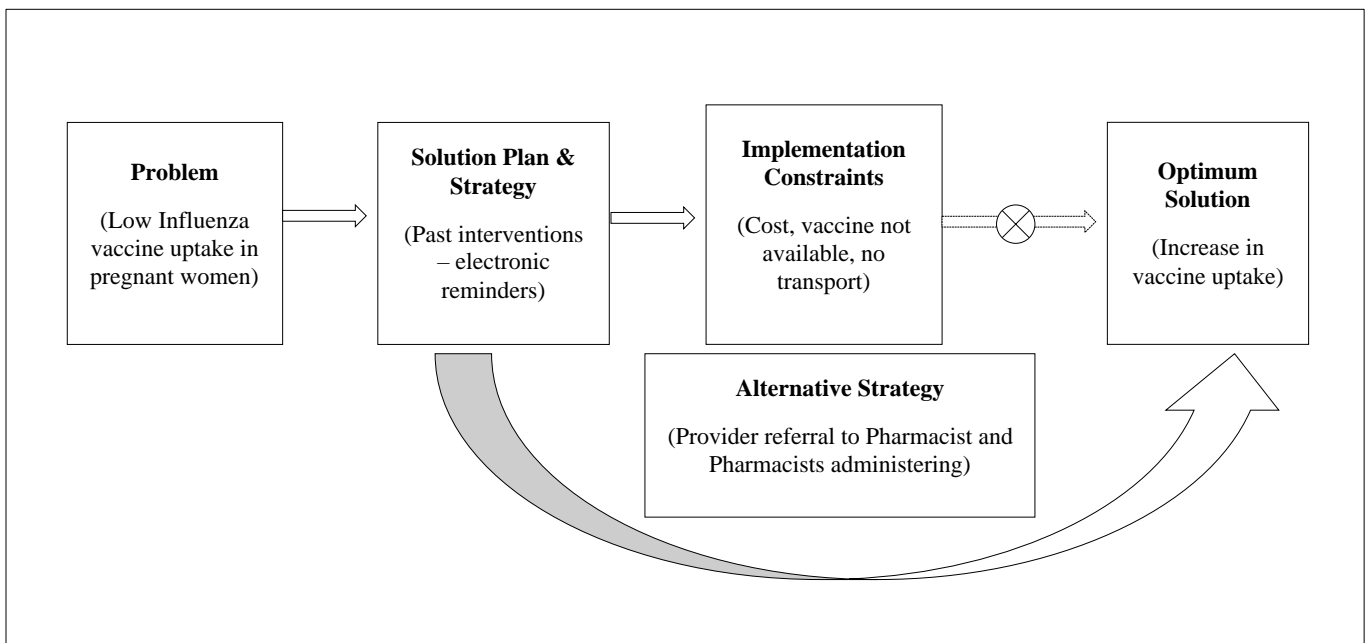 Problem
(Low Influenza
vaccine uptake in
pregnant women)
Solution Plan &
Strategy
(Past interventions
– electronic
reminders)
Implementation
Constraints
(Cost, vaccine not
available, no
transport)
Optimum
Solution
(Increase in
vaccine uptake)
Alternative Strategy
(Provider referral to Pharmacist and
Pharmacists administering)